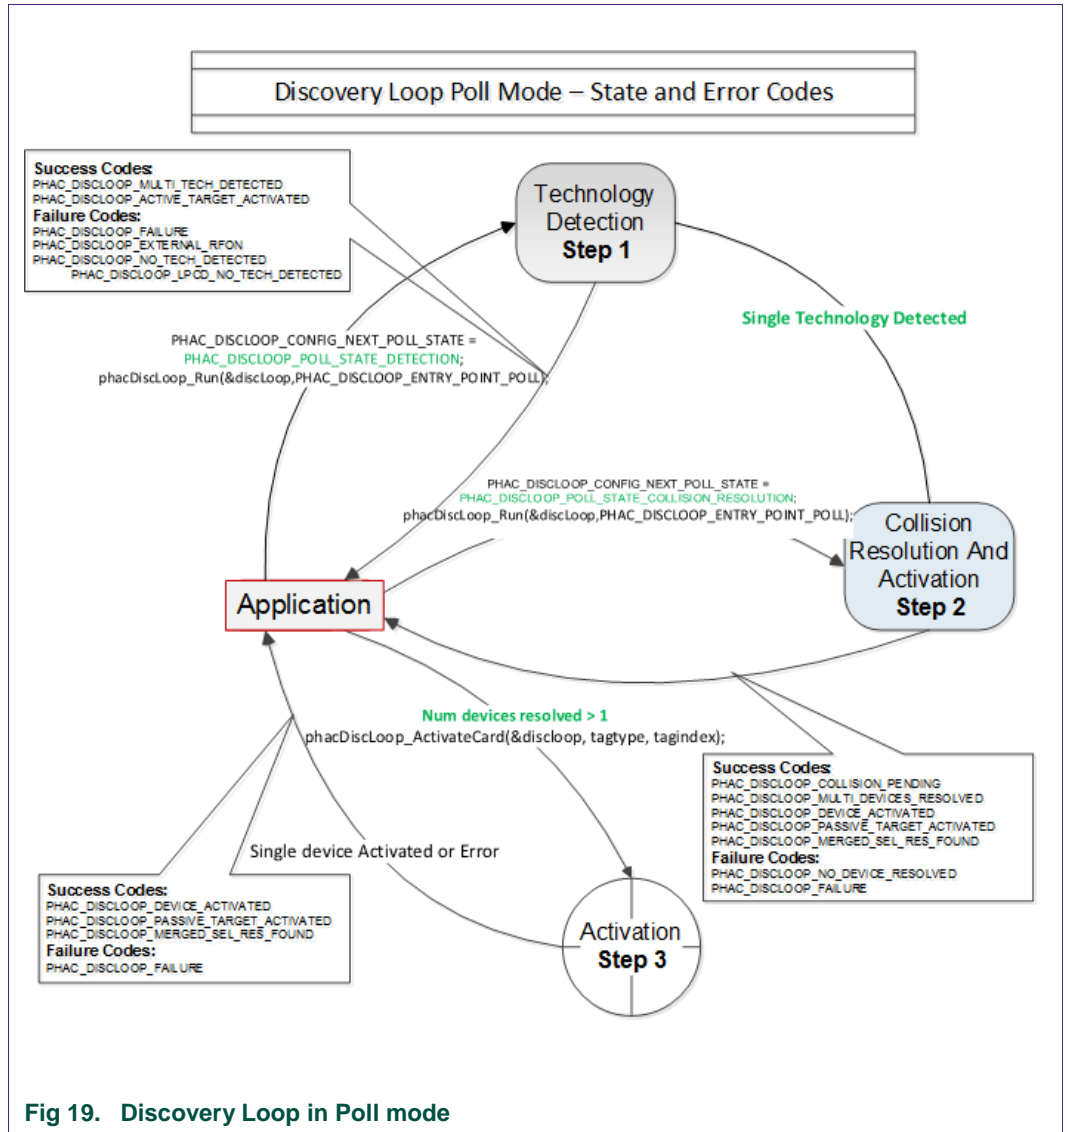 Discovery Loop Poll Mode – State and Error Codes
Success Codes:
PHAC_DISCLOOP_MULTI_TECH_DETECTED
PHAC_DISCLOOP_ACTIVE_TARGET_ACTIVATED
Failure Codes:
PHAC_DISCLOOP_FAILURE
PHAC_DISCLOOP_EXTERNAL_RFON
PHAC_DISCLOOP_NO_TECH_DETECTED
PHAC_DISCLOOP_LPCD_NO_TECH_DETECTED
Technology
Detection
Step 1
Single Technology Detected
PHAC_DISCLOOP_CONFIG_NEXT_POLL_STATE =
PHAC_DISCLOOP_POLL_STATE_DETECTION;
phacDiscLoop_Run(&discLoop,PHAC_DISCLOOP_ENTRY_POINT_POLL);
PHAC_DISCLOOP_CONFIG_NEXT_POLL_STATE =
PHAC_DISCLOOP_POLL_STATE_COLLISION_RESOLUTION;
phacDiscLoop_Run(&discLoop,PHAC_DISCLOOP_ENTRY_POINT_POLL);
Collision
Resolution And
Activation
Step 2
Application
Num devices resolved > 1
phacDiscLoop_ActivateCard(&discloop, tagtype, tagindex);
Success Codes:
PHAC_DISCLOOP_COLLISION_PENDING
PHAC_DISCLOOP_MULTI_DEVICES_RESOLVED
PHAC_DISCLOOP_DEVICE_ACTIVATED
PHAC_DISCLOOP_PASSIVE_TARGET_ACTIVATED
PHAC_DISCLOOP_MERGED_SEL_RES_FOUND
Failure Codes:
PHAC_DISCLOOP_NO_DEVICE_RESOLVED
PHAC_DISCLOOP_FAILURE
Single device Activated or Error
Success Codes:
PHAC_DISCLOOP_DEVICE_ACTIVATED
PHAC_DISCLOOP_PASSIVE_TARGET_ACTIVATED
PHAC_DISCLOOP_MERGED_SEL_RES_FOUND
Failure Codes:
PHAC_DISCLOOP_FAILURE
Activation
Step 3
Fig 19. Discovery Loop in Poll mode